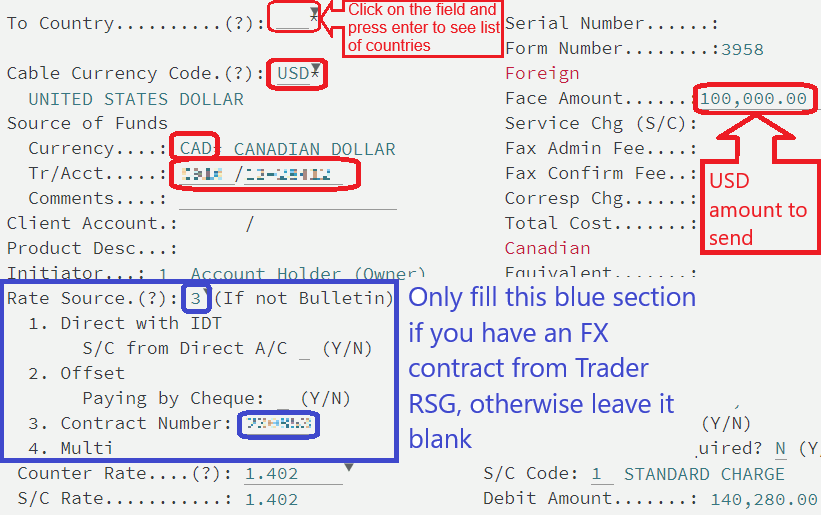 To Country..........(?): *
Click on the field and
press enter to see list
of countries
Serial Number......:
Form Number........:3958
Cable Currency Code.(?): USD*
Foreign
UNITED STATES DOLLAR
Face Amount......: 100,000.00
Source of Funds
Service Chg (S/C):
Currency....: CAD* CANADIAN DOLLAR
Fax Admin Fee....:
Tr/Acct.....: /
Fax Confirm Fee..:
Comments....:
Corresp Chg......:
USD
amount to
send
Client Account.: /
Total Cost.......:
Product Desc...:
Canadian
Initiator...: 1 Account Holder (Owner)
Equivalent.......:
Rate Source.(?): 3 (If not Bulletin)
1. Direct with IDT
S/C from Direct A/C _ (Y/N)
2. Offset
Paying by Cheque: _ (Y/N)
3. Contract Number:
4. Multi
Only fill this blue section
if you have an FX
contract from Trader
RSG, otherwise leave it
blank
(Y/N)
uired? N (Y/
Counter Rate....(?): 1.402
S/C Code: 1 STANDARD CHARGE
S/C Rate...........: 1.402
Debit Amount.......: 140,280.00